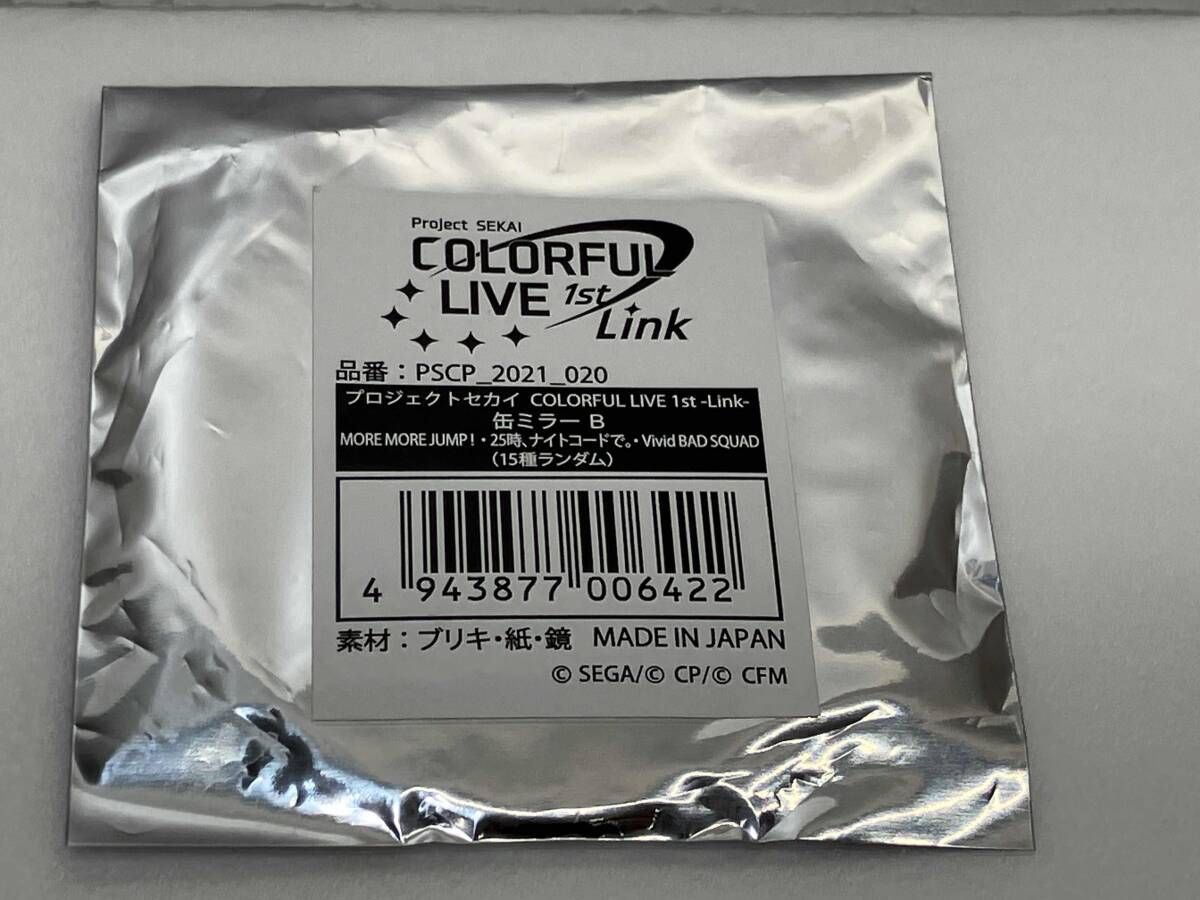 Project SEKAI
COLORFUL
LIVE 1st
Link
品番：PSCP_2021_020
プロジェクトセカイ COLORFUL LIVE 1st -Link-
缶ミラー B
MORE MORE JUMP！・25時、ナイトコードで。・Vivid BAD SQUAD
（15種ランダム）
4 943877 006422
素材：ブリキ・紙・鏡 MADE IN JAPAN
© SEGA/© CP/© CFM